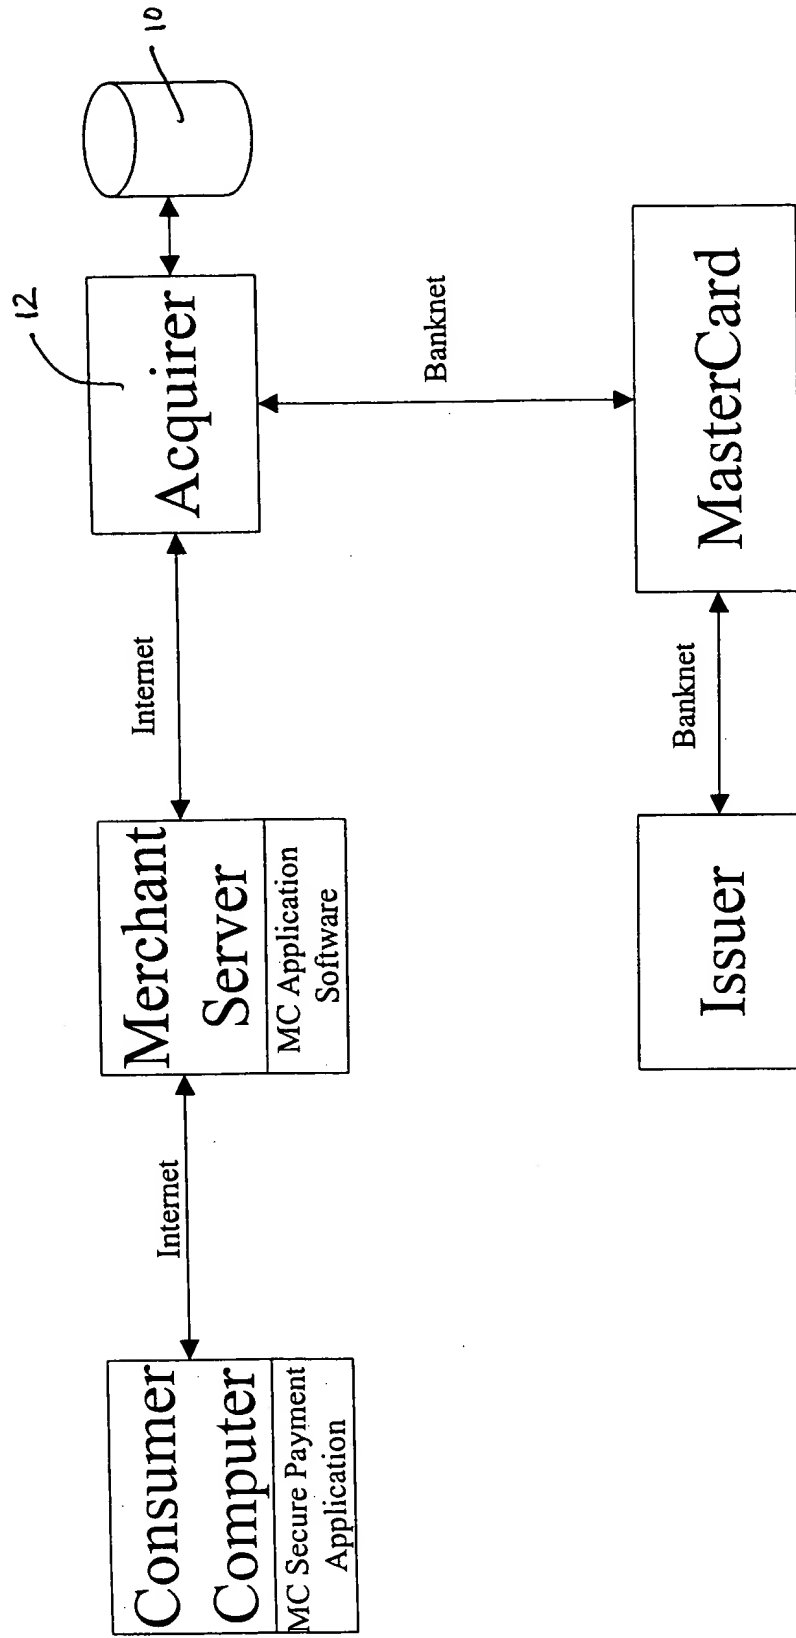 Consumer
Computer
MC Secure Payment
Application
Internet
Merchant
Server
MC Application
Software
Internet
12
Acquirer
10
Banknet
Issuer
Banknet
MasterCard